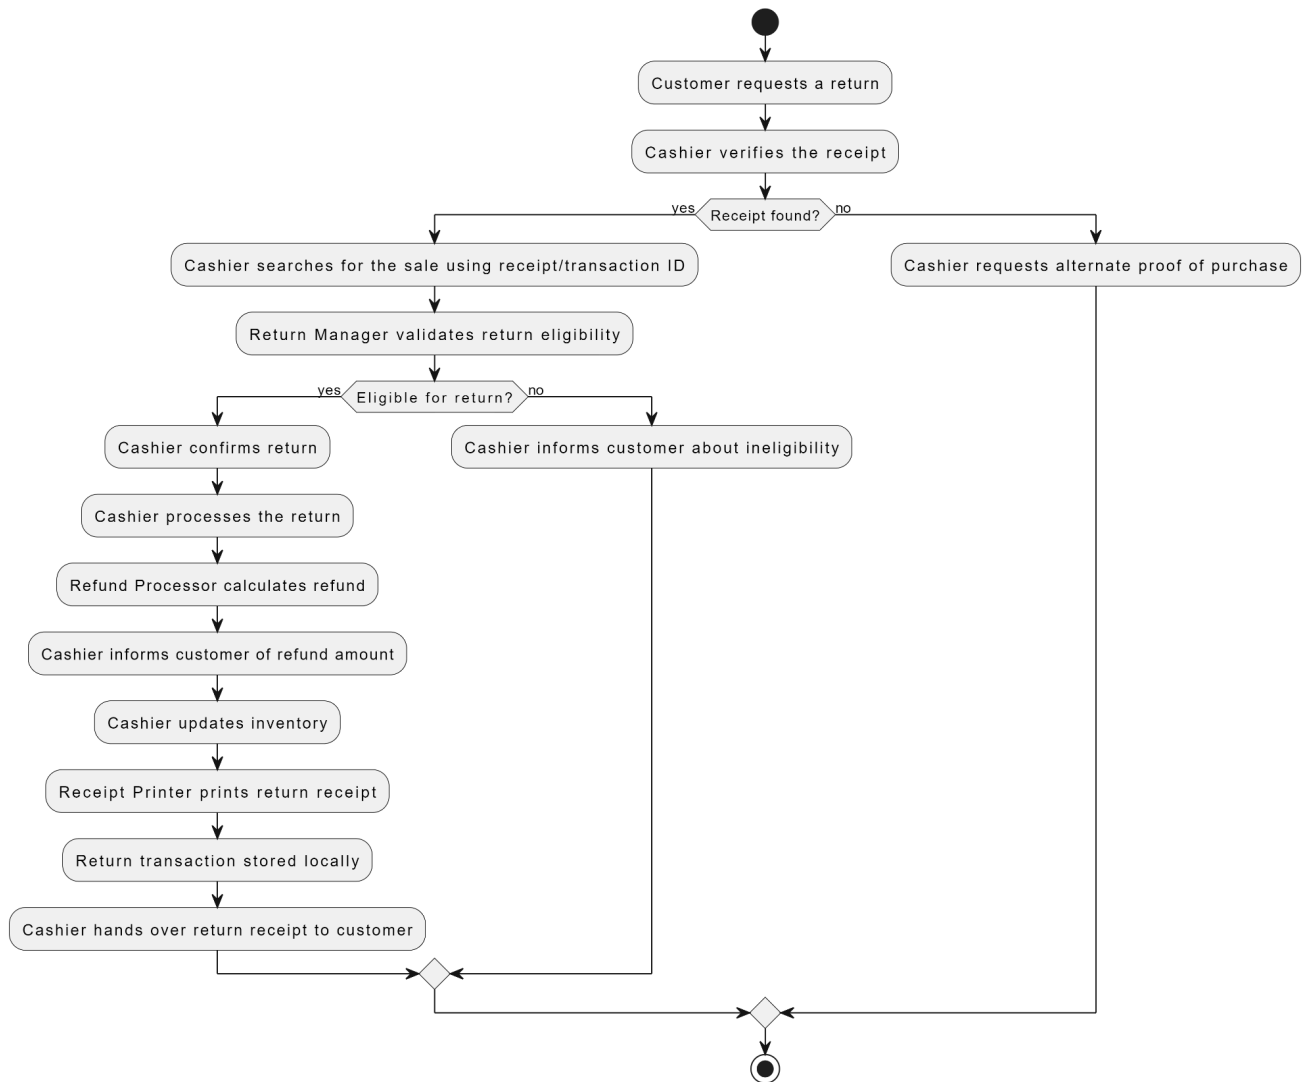 Customer requests a return
Cashier verifies the receipt
yes
Receipt found?
no
Cashier searches for the sale using receipt/transaction ID
Cashier requests alternate proof of purchase
Return Manager validates return eligibility
yes
Eligible for return?
no
Cashier confirms return
Cashier informs customer about ineligibility
Cashier processes the return
Refund Processor calculates refund
Cashier informs customer of refund amount
Cashier updates inventory
Receipt Printer prints return receipt
Return transaction stored locally
Cashier hands over return receipt to customer